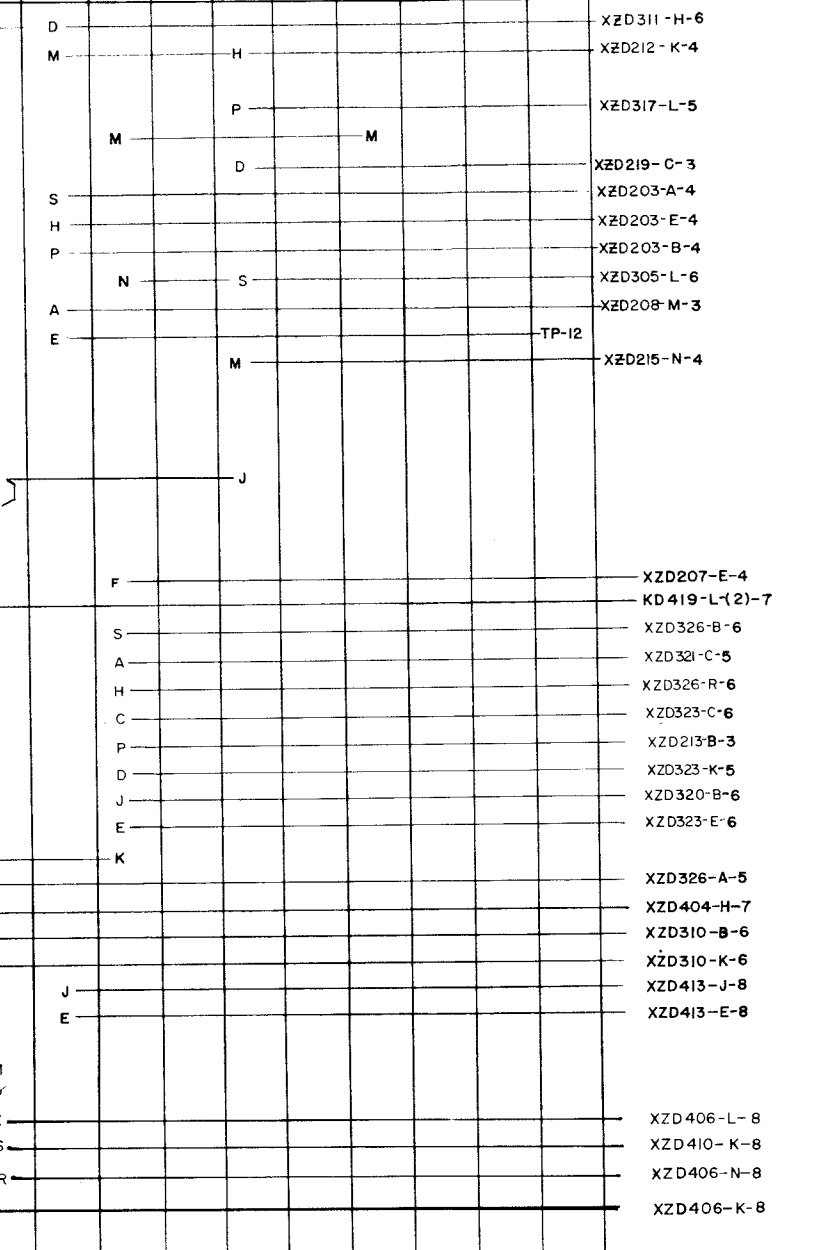 D XZD311-H-6
M H XZD212-K-4
P XZD317-L-5
M M
D XZD219-C-3
S XZD203-A-4
H XZD203-E-4
P XZD203-B-4
N S XZD305-L-6
A XZD208-M-3
E TP-12
M XZD215-N-4
J
F XZD207-E-4
KD419-L-(2)-7
S XZD326-B-6
A XZD321-C-5
H XZD326-R-6
C XZD323-C-6
P XZD213-B-3
D XZD323-K-5
J XZD320-B-6
E XZD323-E-6
K
XZD326-A-5
XZD404-H-7
XZD310-B-6
XZD310-K-6
J XZD413-J-8
E XZD413-E-8
XZD406-L-8
S XZD410-K-8
R XZD406-N-8
XZD406-K-8